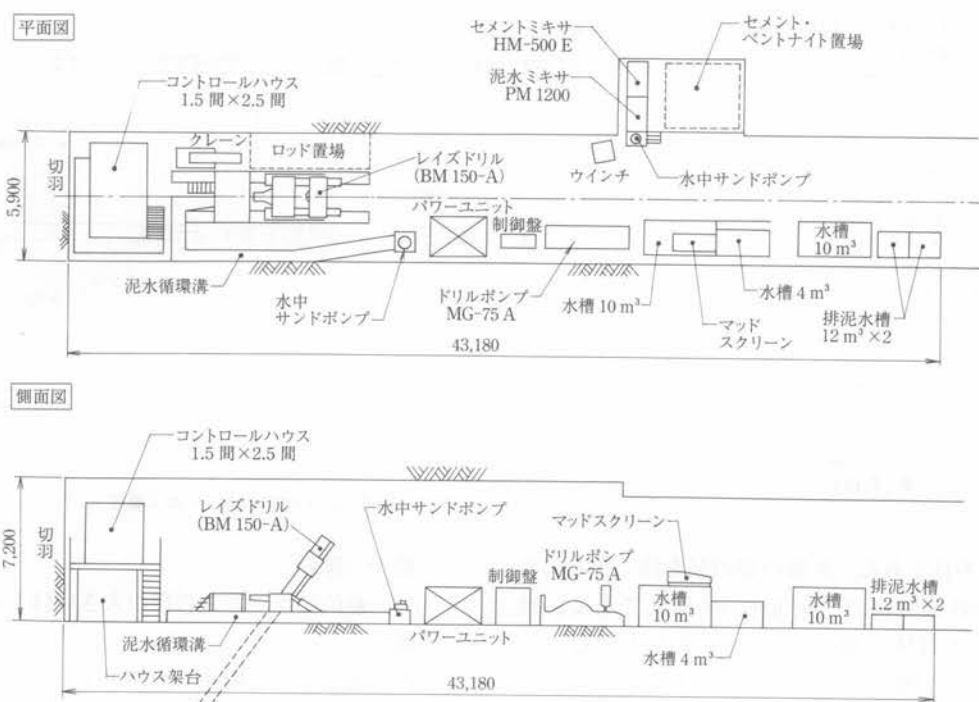 平面図
セメントミキサ
HM-500 E
泥水ミキサ
PM 1200
セメント・
ベントナイト置場
コントロールハウス
1.5 間×2.5 間
クレーン
ロッド置場
レイズドリル
(BM 150-A)
ウインチ
水中サンドポンプ
切羽
5,900
パワーユニット
制御盤
水槽
10 m³
泥水循環溝
水中
サンドポンプ
ドリルポンプ
MG-75 A
水槽 10 m³
マッド
スクリーン
水槽 4 m³
排泥水槽
12 m³×2
43,180
側面図
コントロールハウス
1.5 間×2.5 間
レイズドリル
(BM 150-A)
水中サンドポンプ
マッドスクリーン
切羽
7,200
制御盤
ドリルポンプ
MG-75 A
水槽
10 m³
水槽
10 m³
排泥水槽
1.2 m³×2
泥水循環溝
パワーユニット
水槽 4 m³
ハウス架台
43,180